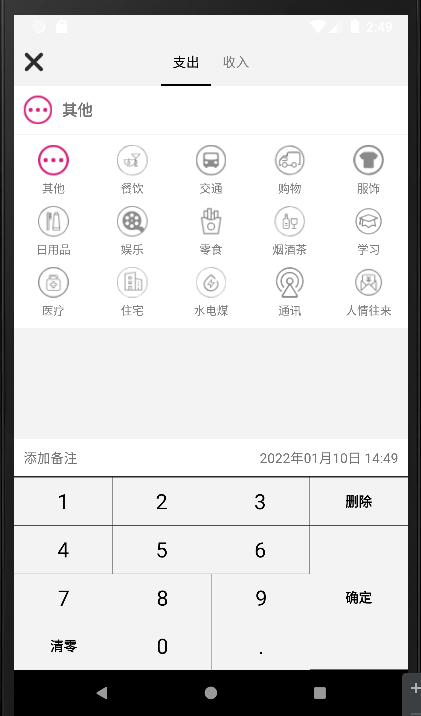 2:49
支出 收入
其他
其他 餐饮 交通 购物 服饰
日用品 娱乐 零食 烟酒茶 学习
医疗 住宅 水电煤 通讯 人情往来
添加备注 2022年01月10日 14:49
1 2 3 删除
4 5 6
7 8 9 确定
清零 0 .